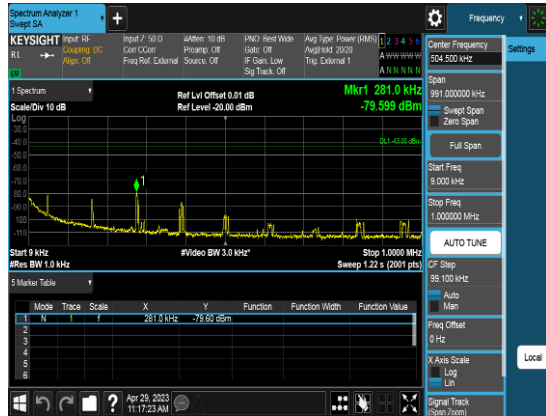 Spectrum Analyzer 1
Swept SA
Frequency
KEYSIGHT
RL
Input: RF
Coupling: DC
Align: Off
Input Z: 50 Ω
Corr CCorr
Freq Ref: External
#Atten: 10 dB
Preamp: Off
Source: Off
PNO: Best Wide
Gate: Off
IF Gain: Low
Sig Track: Off
Avg Type: Power (RMS)
Avg|Hold: 20/20
Trig: External 1
1 2 3 4 5 6
A W W W W W
A N N N N N
LW
1 Spectrum
Scale/Div 10 dB
Ref Lvl Offset 0.01 dB
Ref Level -20.00 dBm
Mkr1 281.0 kHz
-79.599 dBm
Log
-30.0
-40.0
-50.0
-60.0
-70.0
-80.0
-90.0
-100
-110
DL1 -43.00 dBm
1
Start 9 kHz
#Res BW 1.0 kHz
#Video BW 3.0 kHz*
Stop 1.0000 MHz
Sweep 1.22 s (2001 pts)
5 Marker Table
Mode Trace Scale X Y Function Function Width Function Value
1 N 1 f 281.0 kHz -79.60 dBm
2
3
4
5
6
Apr 29, 2023
11:17:23 AM
Center Frequency
504.500 kHz
Span
991.000000 kHz
Swept Span
Zero Span
Full Span
Start Freq
9.000 kHz
Stop Freq
1.000000 MHz
AUTO TUNE
CF Step
99.100 kHz
Auto
Man
Freq Offset
0 Hz
X Axis Scale
Log
Lin
Signal Track
(Span Zoom)
Settings
Local